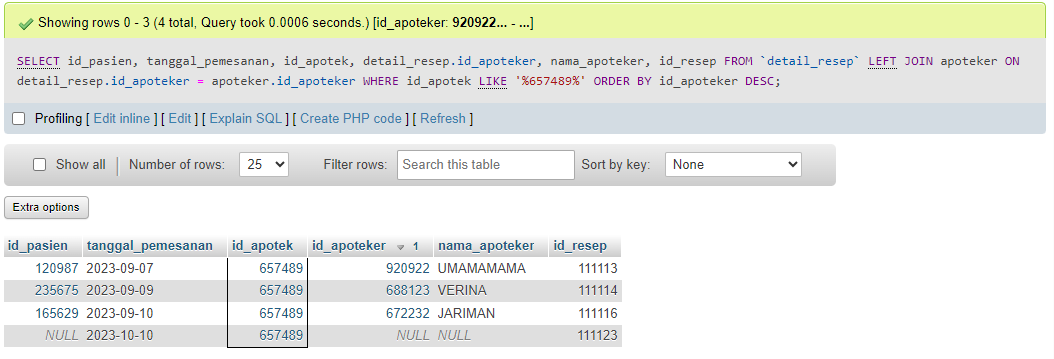 Showing rows 0 - 3 (4 total, Query took 0.0006 seconds.) [id_apoteker: 920922... - ...]
SELECT id_pasien, tanggal_pemesanan, id_apotek, detail_resep.id_apoteker, nama_apoteker, id_resep FROM `detail_resep` LEFT JOIN apoteker ON
detail_resep.id_apoteker = apoteker.id_apoteker WHERE id_apotek LIKE '%657489%' ORDER BY id_apoteker DESC;
Profiling [ Edit inline ] [ Edit ] [ Explain SQL ] [ Create PHP code ] [ Refresh ]
Show all Number of rows: 25 Filter rows: Search this table Sort by key: None
Extra options
id_pasien tanggal_pemesanan id_apotek id_apoteker 1 nama_apoteker id_resep
120987 2023-09-07 657489 920922 UMAMAMAMA 111113
235675 2023-09-09 657489 688123 VERINA 111114
165629 2023-09-10 657489 672232 JARIMAN 111116
NULL 2023-10-10 657489 NULL NULL 111123